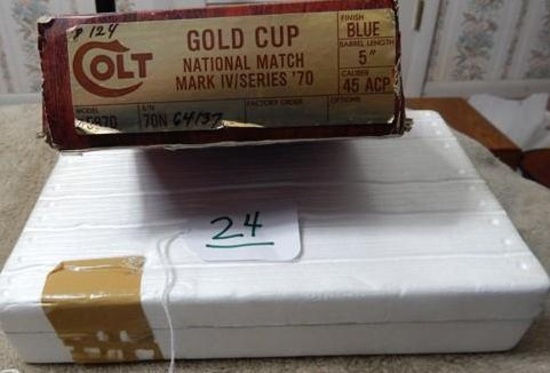 P 124
COLT
GOLD CUP
NATIONAL MATCH
MARK IV/SERIES '70
FINISH
BLUE
BARREL LENGTH
5"
CALIBER
45 ACP
MODEL
S/N
70N 64137
FACTORY ORDER
OPTIONS
24